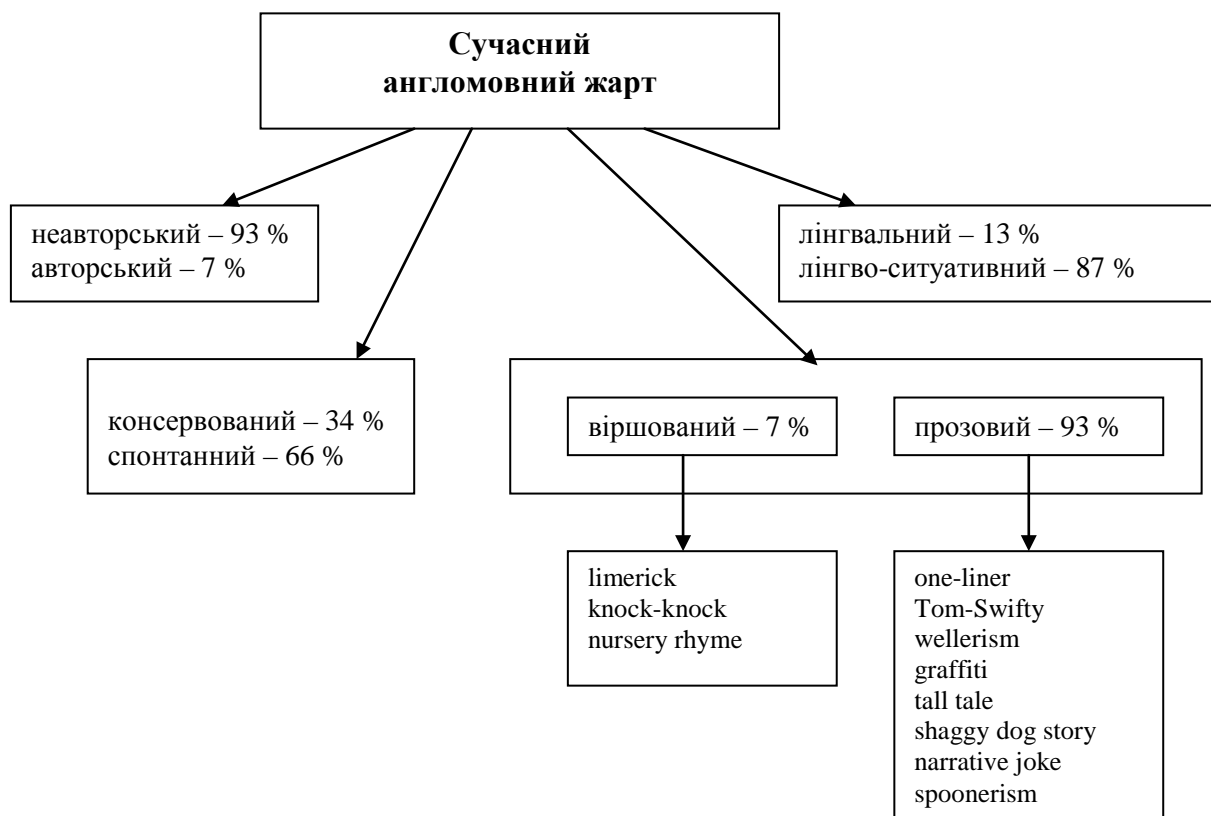 Сучасний
англомовний жарт
неавторський – 93 %
авторський – 7 %
лінгвальний – 13 %
лінгво-ситуативний – 87 %
консервований – 34 %
спонтанний – 66 %
віршований – 7 %
прозовий – 93 %
limerick
knock-knock
nursery rhyme
one-liner
Tom-Swifty
wellerism
graffiti
tall tale
shaggy dog story
narrative joke
spoonerism